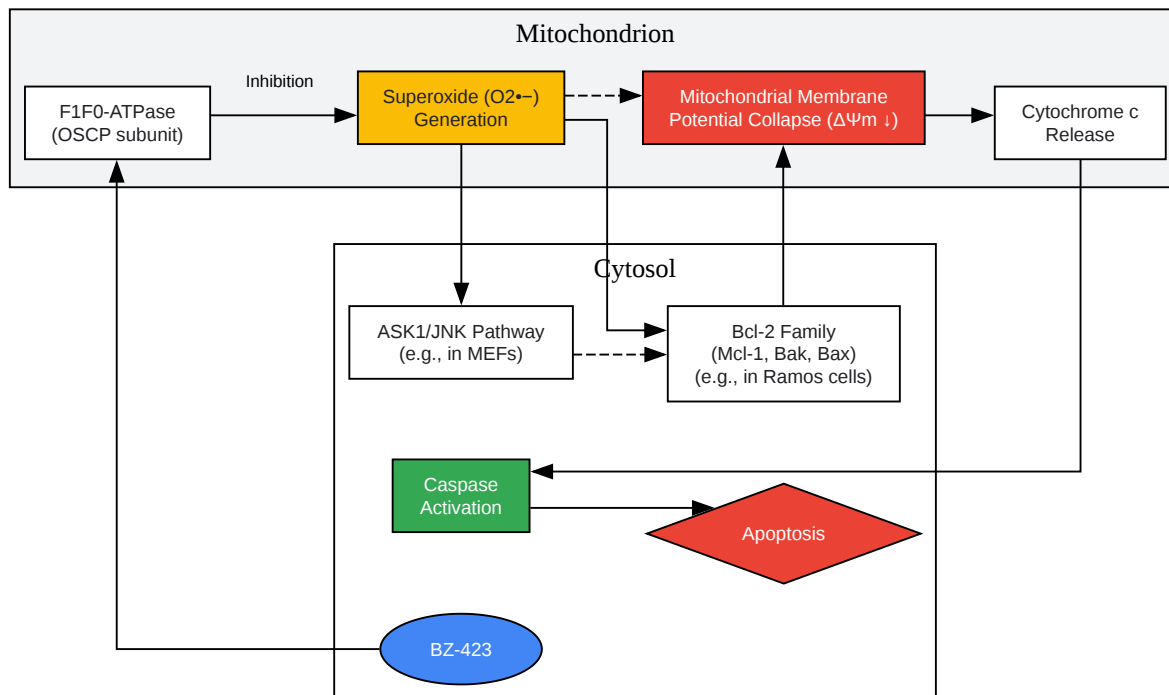 Mitochondrion
F1F0-ATPase
(OSCP subunit)
Inhibition
Superoxide (O2•−)
Generation
Mitochondrial Membrane
Potential Collapse (ΔΨm ↓)
Cytochrome c
Release
Cytosol
ASK1/JNK Pathway
(e.g., in MEFs)
Bcl-2 Family
(Mcl-1, Bak, Bax)
(e.g., in Ramos cells)
Caspase
Activation
Apoptosis
BZ-423